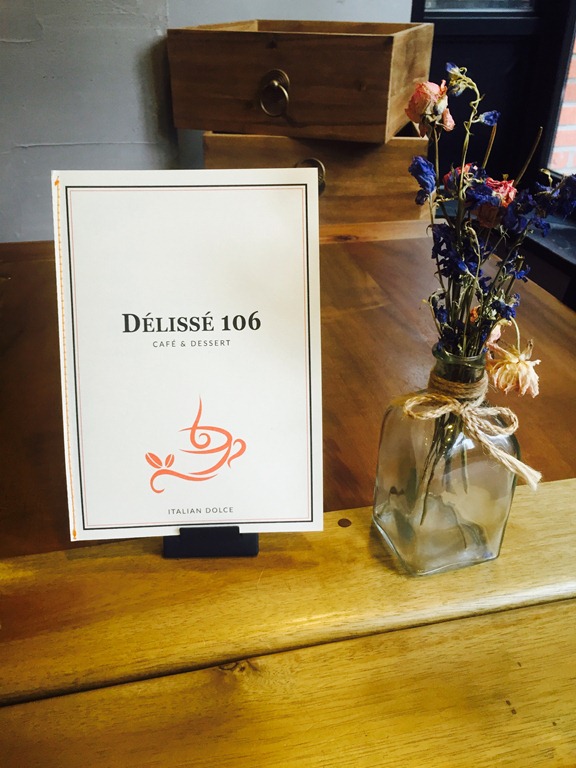 DÉLISSÉ 106
CAFÉ & DESSERT
ITALIAN DOLCE